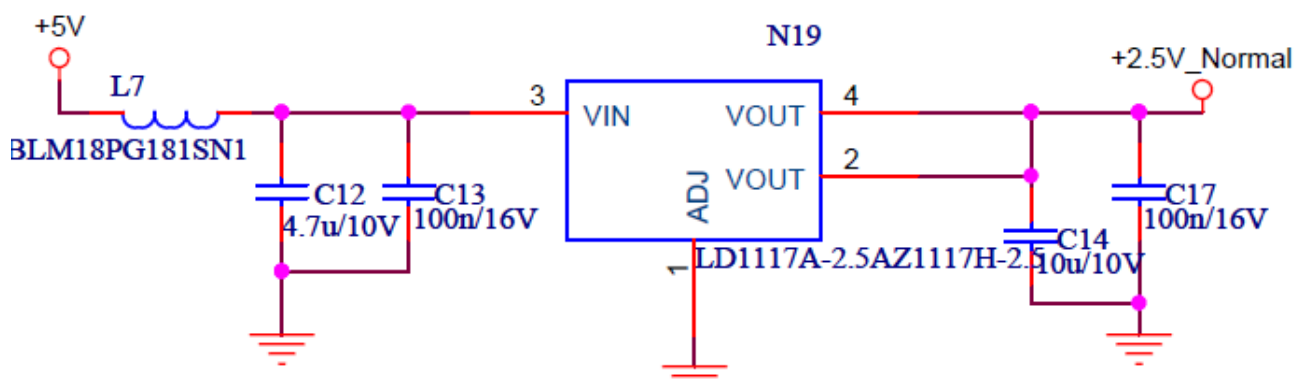 +5V
N19
+2.5V_Normal
L7
3
VIN
VOUT
4
BLM18PG181SN1
VOUT
2
C12
4.7u/10V
C13
100n/16V
ADJ
C17
100n/16V
1
LD1117A-2.5AZ1117H-2.5
C14
10u/10V